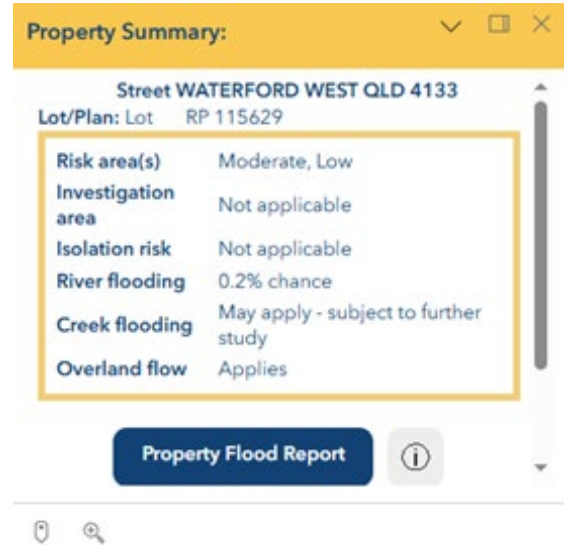 Property Summary:
Street WATERFORD WEST QLD 4133
Lot/Plan: Lot RP 115629
Risk area(s) Moderate, Low
Investigation area Not applicable
Isolation risk Not applicable
River flooding 0.2% chance
Creek flooding May apply - subject to further study
Overland flow Applies
Property Flood Report